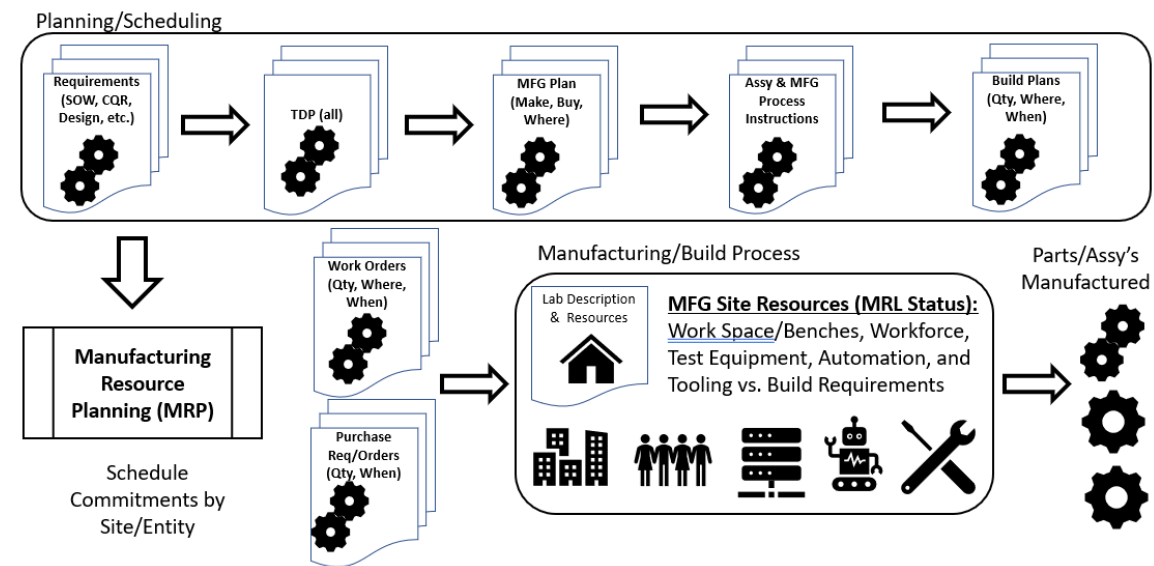 Planning/Scheduling
Requirements
(SOW, CQR,
Design, etc.)
TDP (all)
MFG Plan
(Make, Buy,
Where)
Assy & MFG
Process
Instructions
Build Plans
(Qty, Where,
When)
Manufacturing
Resource
Planning (MRP)
Schedule
Commitments by
Site/Entity
Work Orders
(Qty, Where,
When)
Purchase
Req/Orders
(Qty, When)
Manufacturing/Build Process
Lab Description
& Resources
MFG Site Resources (MRL Status):
Work Space/Benches, Workforce,
Test Equipment, Automation, and
Tooling vs. Build Requirements
Parts/Assy’s
Manufactured